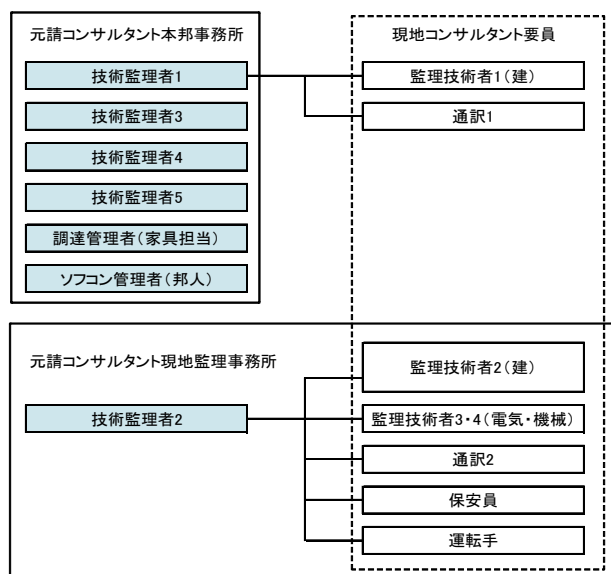 元請コンサルタント本邦事務所
技術監理者1
技術監理者3
技術監理者4
技術監理者5
調達管理者(家具担当)
ソフコン管理者(邦人)
現地コンサルタント要員
監理技術者1(建)
通訳1
元請コンサルタント現地監理事務所
技術監理者2
監理技術者2(建)
監理技術者3・4(電気・機械)
通訳2
保安員
運転手